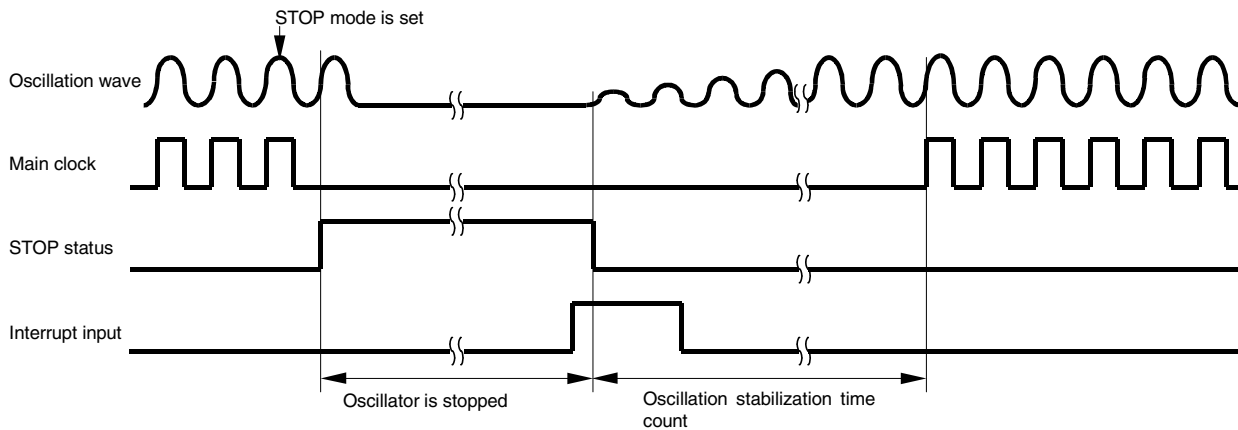 STOP mode is set
Oscillation wave
Main clock
STOP status
Interrupt input
Oscillator is stopped
Oscillation stabilization time
count